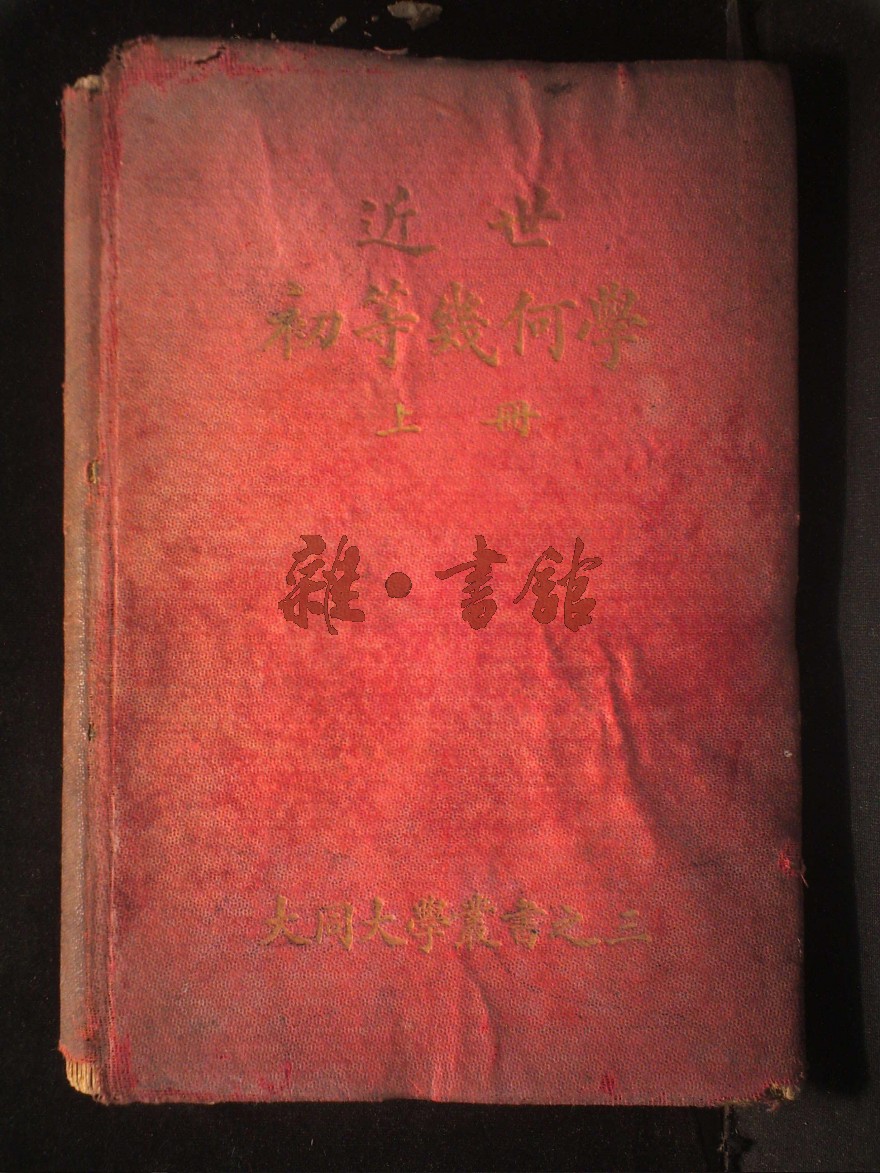 近世
初等幾何學
上冊
雜·書館
大同大學叢書之三